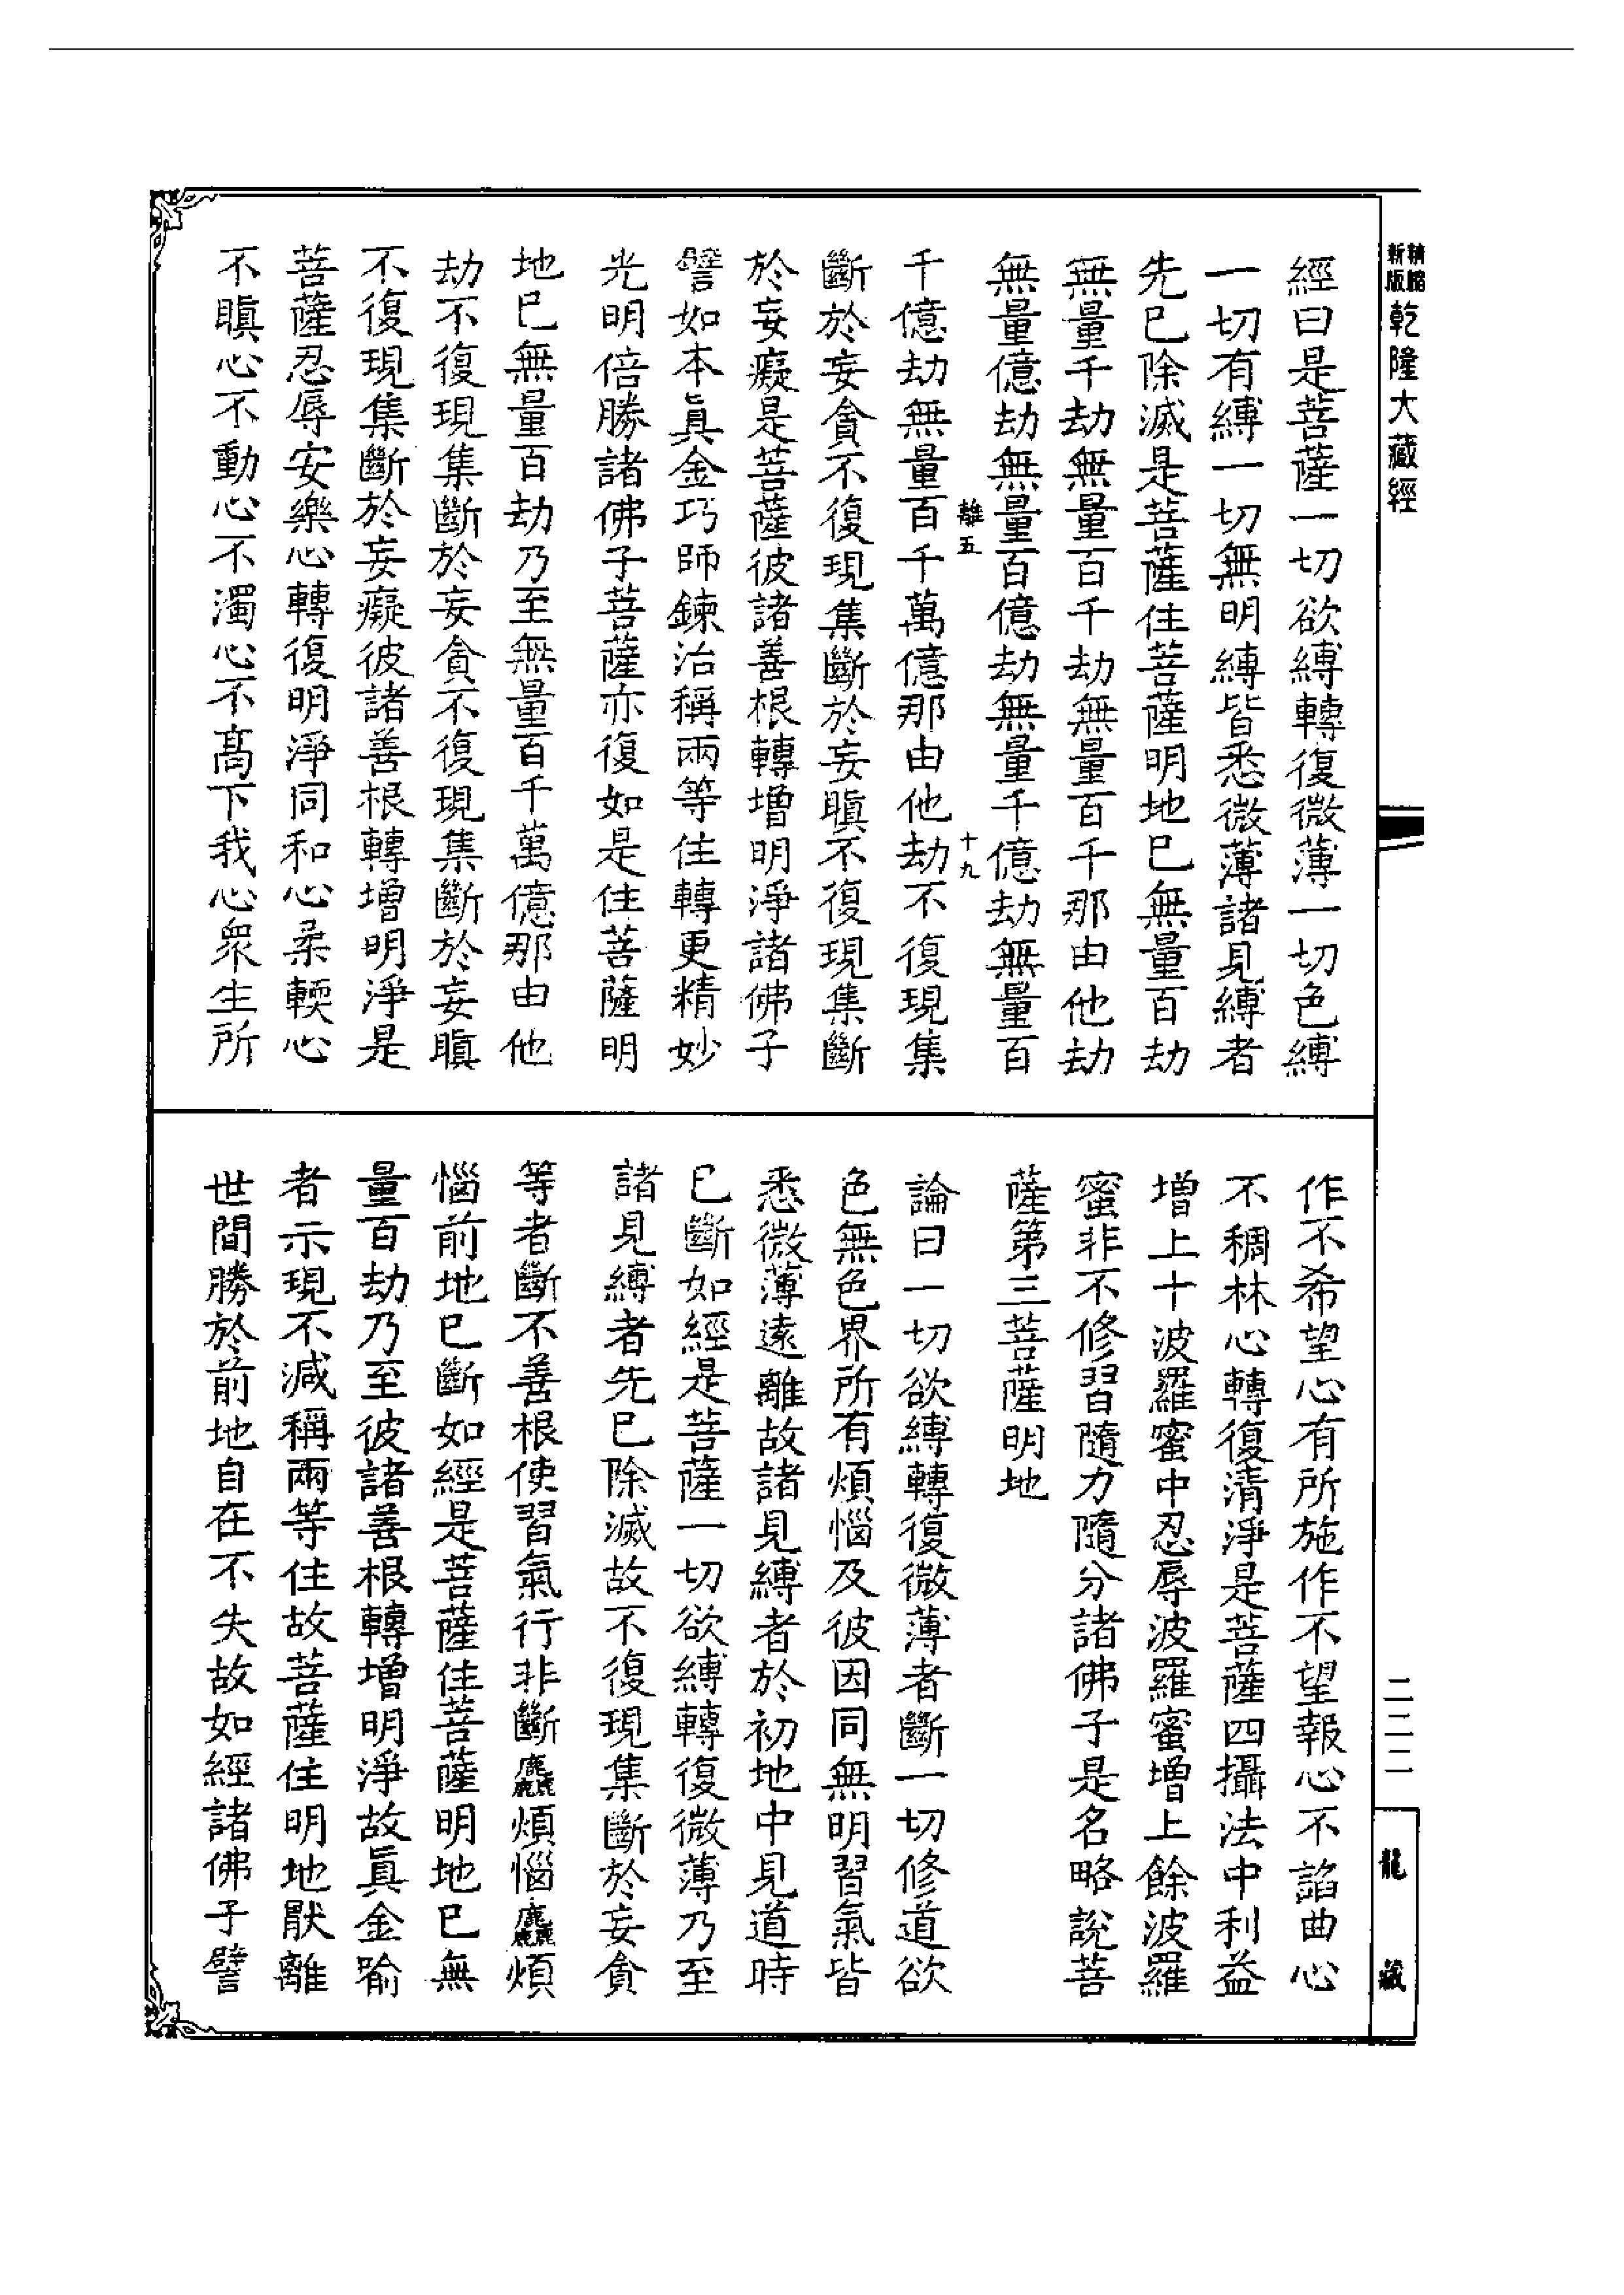 精縮
新版
乾隆大藏經
經曰是菩薩一切欲縛轉復微薄一切色縛
一切有縛一切無明縛皆悉微薄諸見縛者
先已除滅是菩薩住菩薩明地已無量百劫
無量千劫無量百千劫無量百千那由他劫
無量億劫無量百億劫無量千億劫無量百
離五
十九
千億劫無量百千萬億那由他劫不復現集
斷於妄貪不復現集斷於妄瞋不復現集斷
於妄癡是菩薩彼諸善根轉增明淨諸佛子
譬如本眞金巧師鍊治稱兩等住轉更精妙
光明倍勝諸佛子菩薩亦復如是住菩薩明
地已無量百劫乃至無量百千萬億那由他
劫不復現集斷於妄貪不復現集斷於妄瞋
不復現集斷於妄癡彼諸善根轉增明淨是
菩薩忍辱安樂心轉復明淨同和心柔輭心
不瞋心不動心不濁心不高下我心眾生所
作不希望心有所施作不望報心不諂曲心
不稠林心轉復清淨是菩薩四攝法中利益
增上十波羅蜜中忍辱波羅蜜增上餘波羅
蜜非不修習隨力隨分諸佛子是名略說菩
薩第三菩薩明地
論曰一切欲縛轉復微薄者斷一切修道欲
色無色界所有煩惱及彼因同無明習氣皆
悉微薄遠離故諸見縛者於初地中見道時
已斷如經是菩薩一切欲縛轉復微薄乃至
諸見縛者先已除滅故不復現集斷於妄貪
等者斷不善根使習氣行非斷麤煩惱麤煩
惱前地已斷如經是菩薩住菩薩明地已無
量百劫乃至彼諸善根轉增明淨故眞金喻
者示現不減稱兩等住故菩薩住明地厭離
世間勝於前地自在不失故如經諸佛子譬
二二二
龍藏